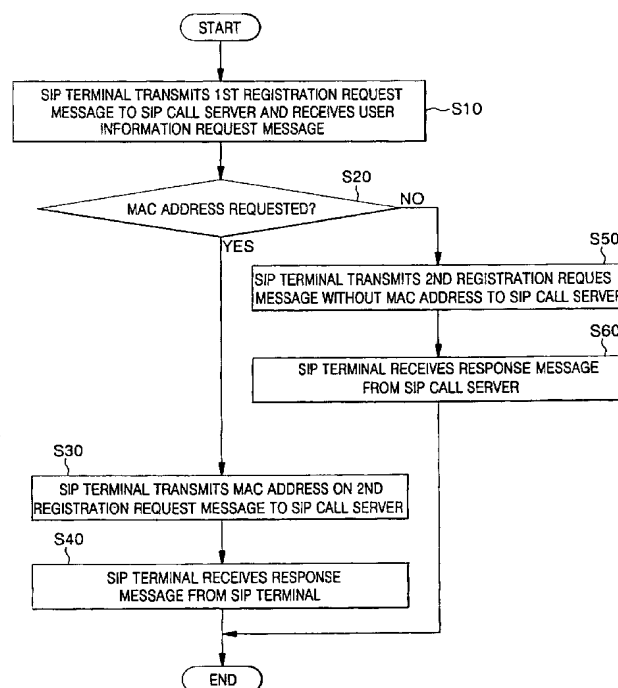 START
SIP TERMINAL TRANSMITS 1ST REGISTRATION REQUEST
MESSAGE TO SIP CALL SERVER AND RECEIVES USER
INFORMATION REQUEST MESSAGE
S10
S20
MAC ADDRESS REQUESTED?
NO
YES
S50
SIP TERMINAL TRANSMITS 2ND REGISTRATION REQUES
MESSAGE WITHOUT MAC ADDRESS TO SIP CALL SERVER
S60
SIP TERMINAL RECEIVES RESPONSE MESSAGE
FROM SIP CALL SERVER
S30
SIP TERMINAL TRANSMITS MAC ADDRESS ON 2ND
REGISTRATION REQUEST MESSAGE TO SIP CALL SERVER
S40
SIP TERMINAL RECEIVES RESPONSE
MESSAGE FROM SIP TERMINAL
END